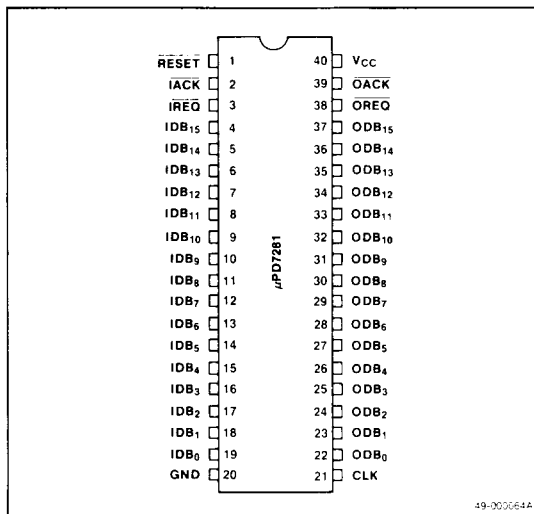 RESET 1 40 VCC
IACK 2 39 OACK
IREQ 3 38 OREQ
IDB15 4 37 ODB15
IDB14 5 36 ODB14
IDB13 6 35 ODB13
IDB12 7 34 ODB12
IDB11 8 33 ODB11
IDB10 9 32 ODB10
IDB9 10 31 ODB9
IDB8 11 30 ODB8
IDB7 12 29 ODB7
IDB6 13 28 ODB6
IDB5 14 27 ODB5
IDB4 15 26 ODB4
IDB3 16 25 ODB3
IDB2 17 24 ODB2
IDB1 18 23 ODB1
IDB0 19 22 ODB0
GND 20 21 CLK
μPD7281
49-000064A